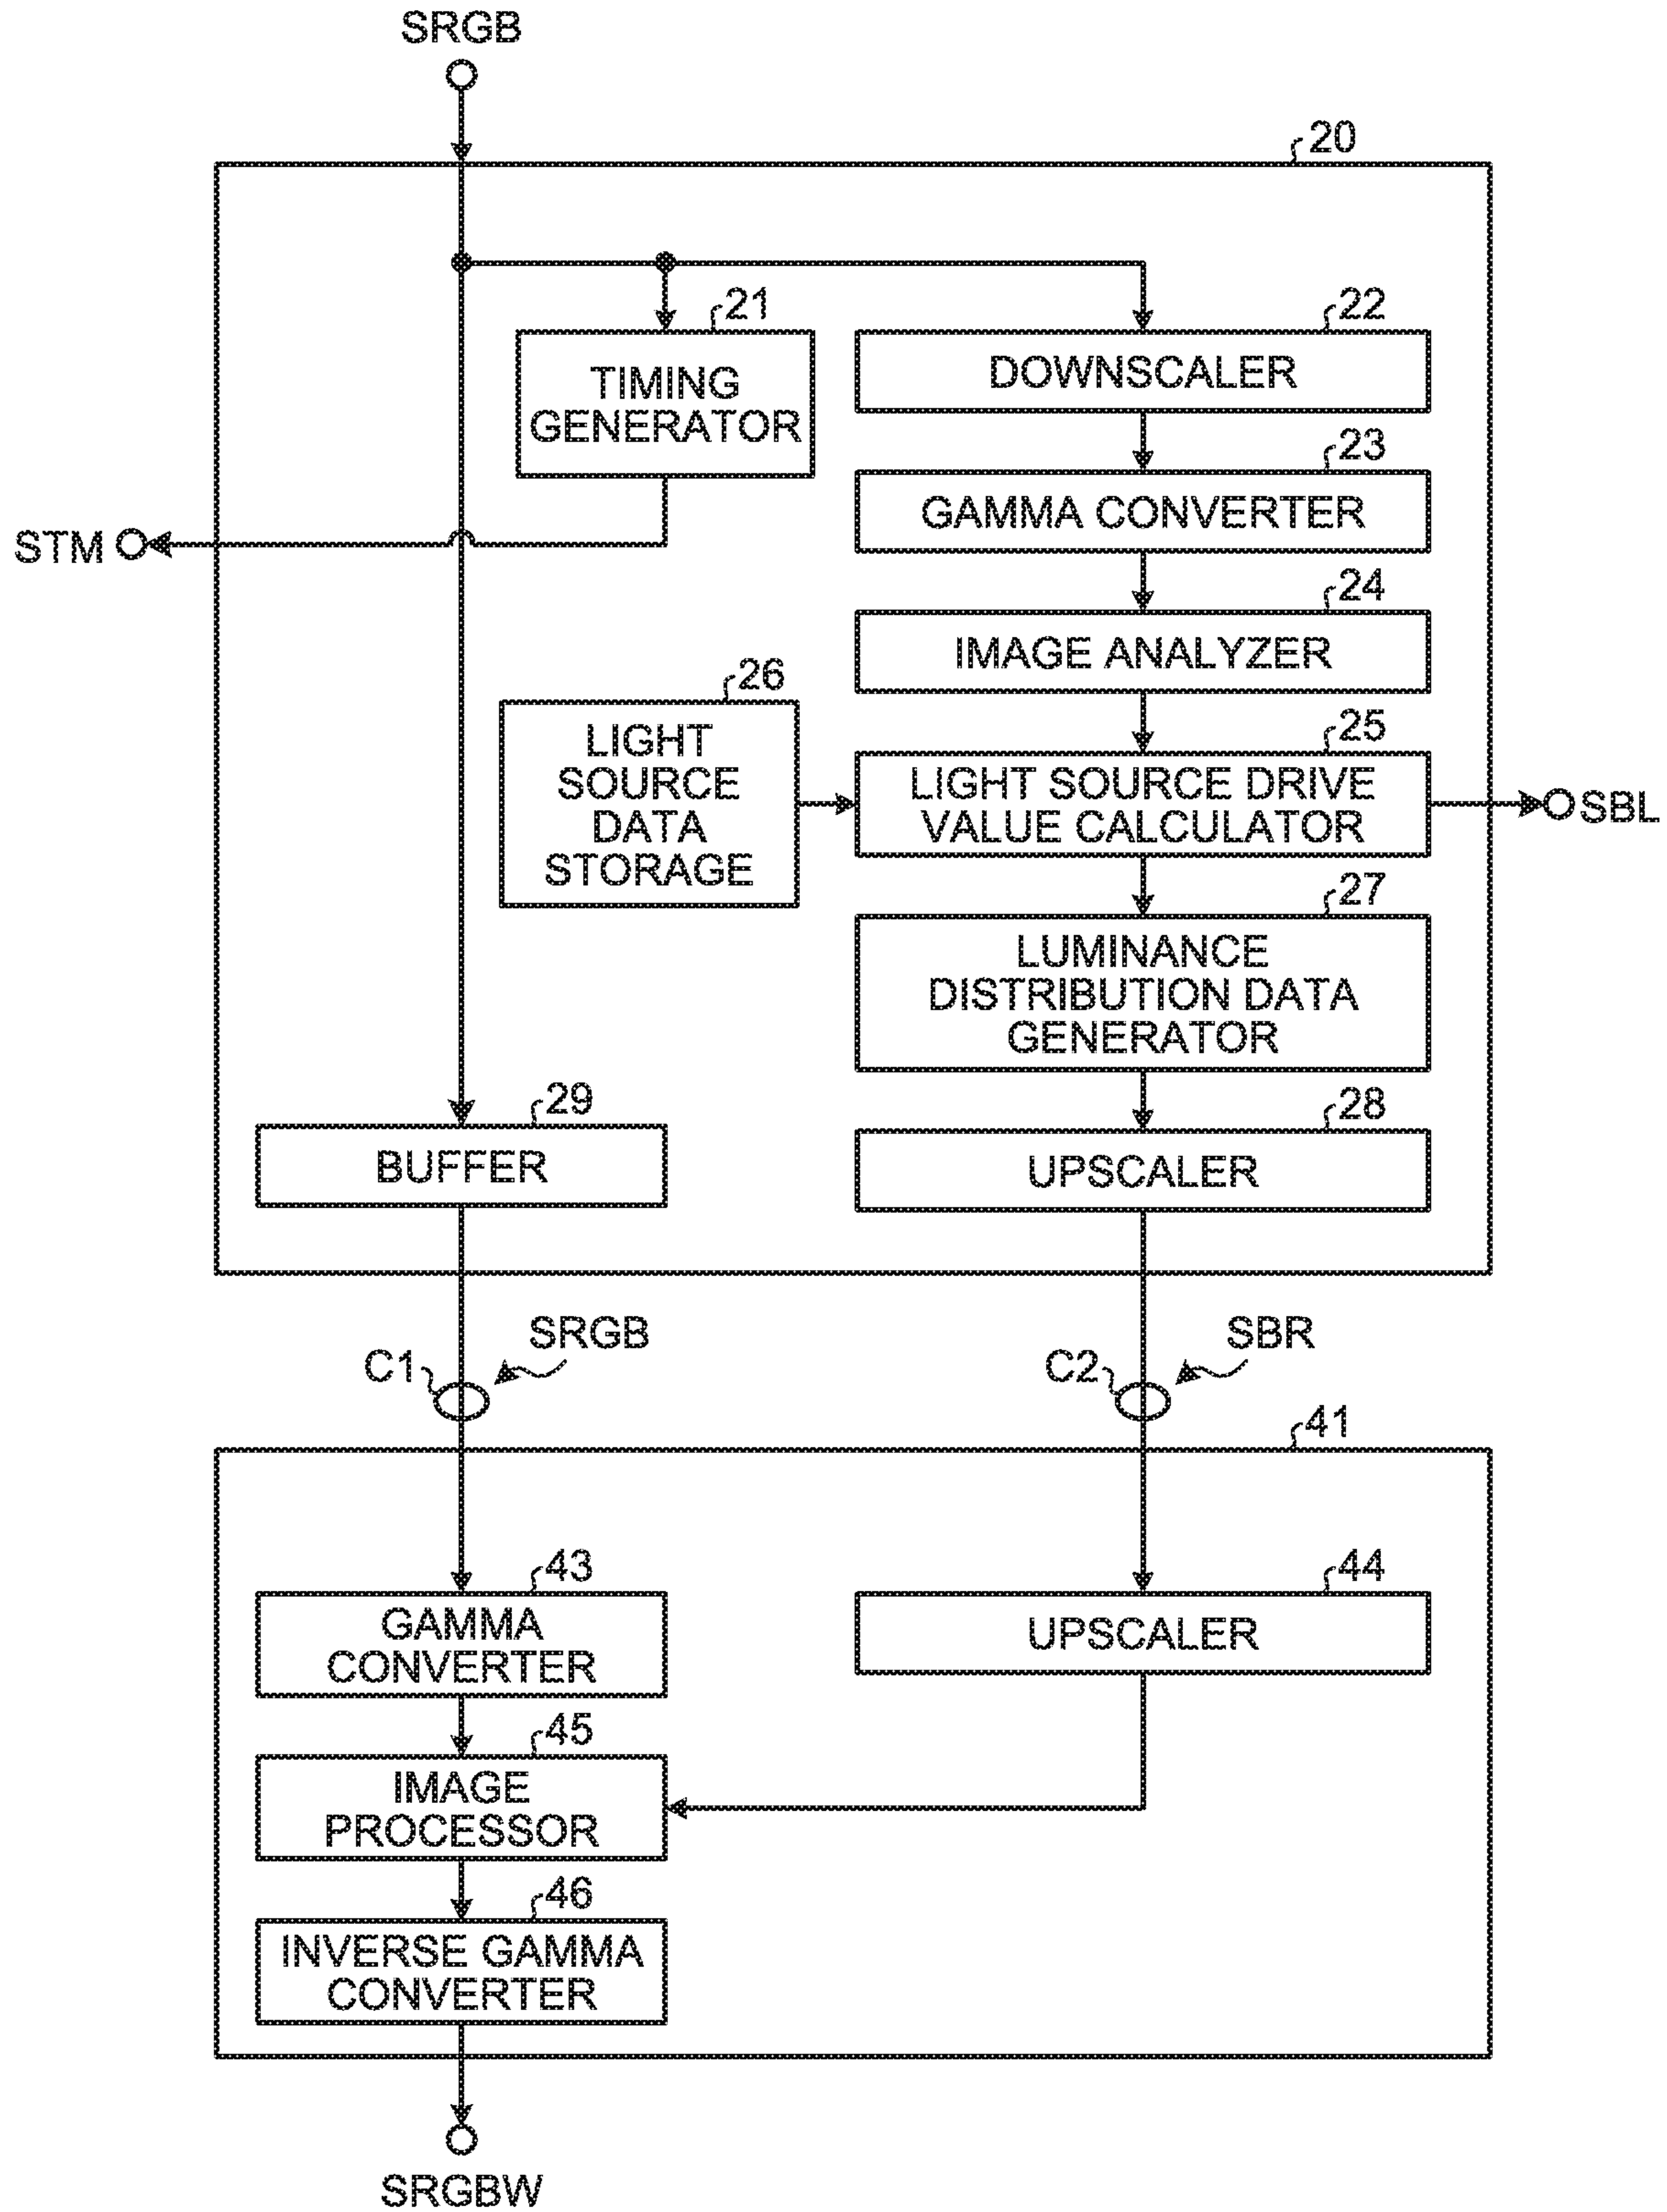 SRGB
20
21
22
TIMING
GENERATOR
DOWNSCALER
23
GAMMA CONVERTER
STM
24
IMAGE ANALYZER
26
LIGHT
SOURCE
DATA
STORAGE
25
LIGHT SOURCE DRIVE
VALUE CALCULATOR
SBL
27
LUMINANCE
DISTRIBUTION DATA
GENERATOR
29
BUFFER
28
UPSCALER
SRGB
C1
SBR
C2
41
43
GAMMA
CONVERTER
44
UPSCALER
45
IMAGE
PROCESSOR
46
INVERSE GAMMA
CONVERTER
SRGBW